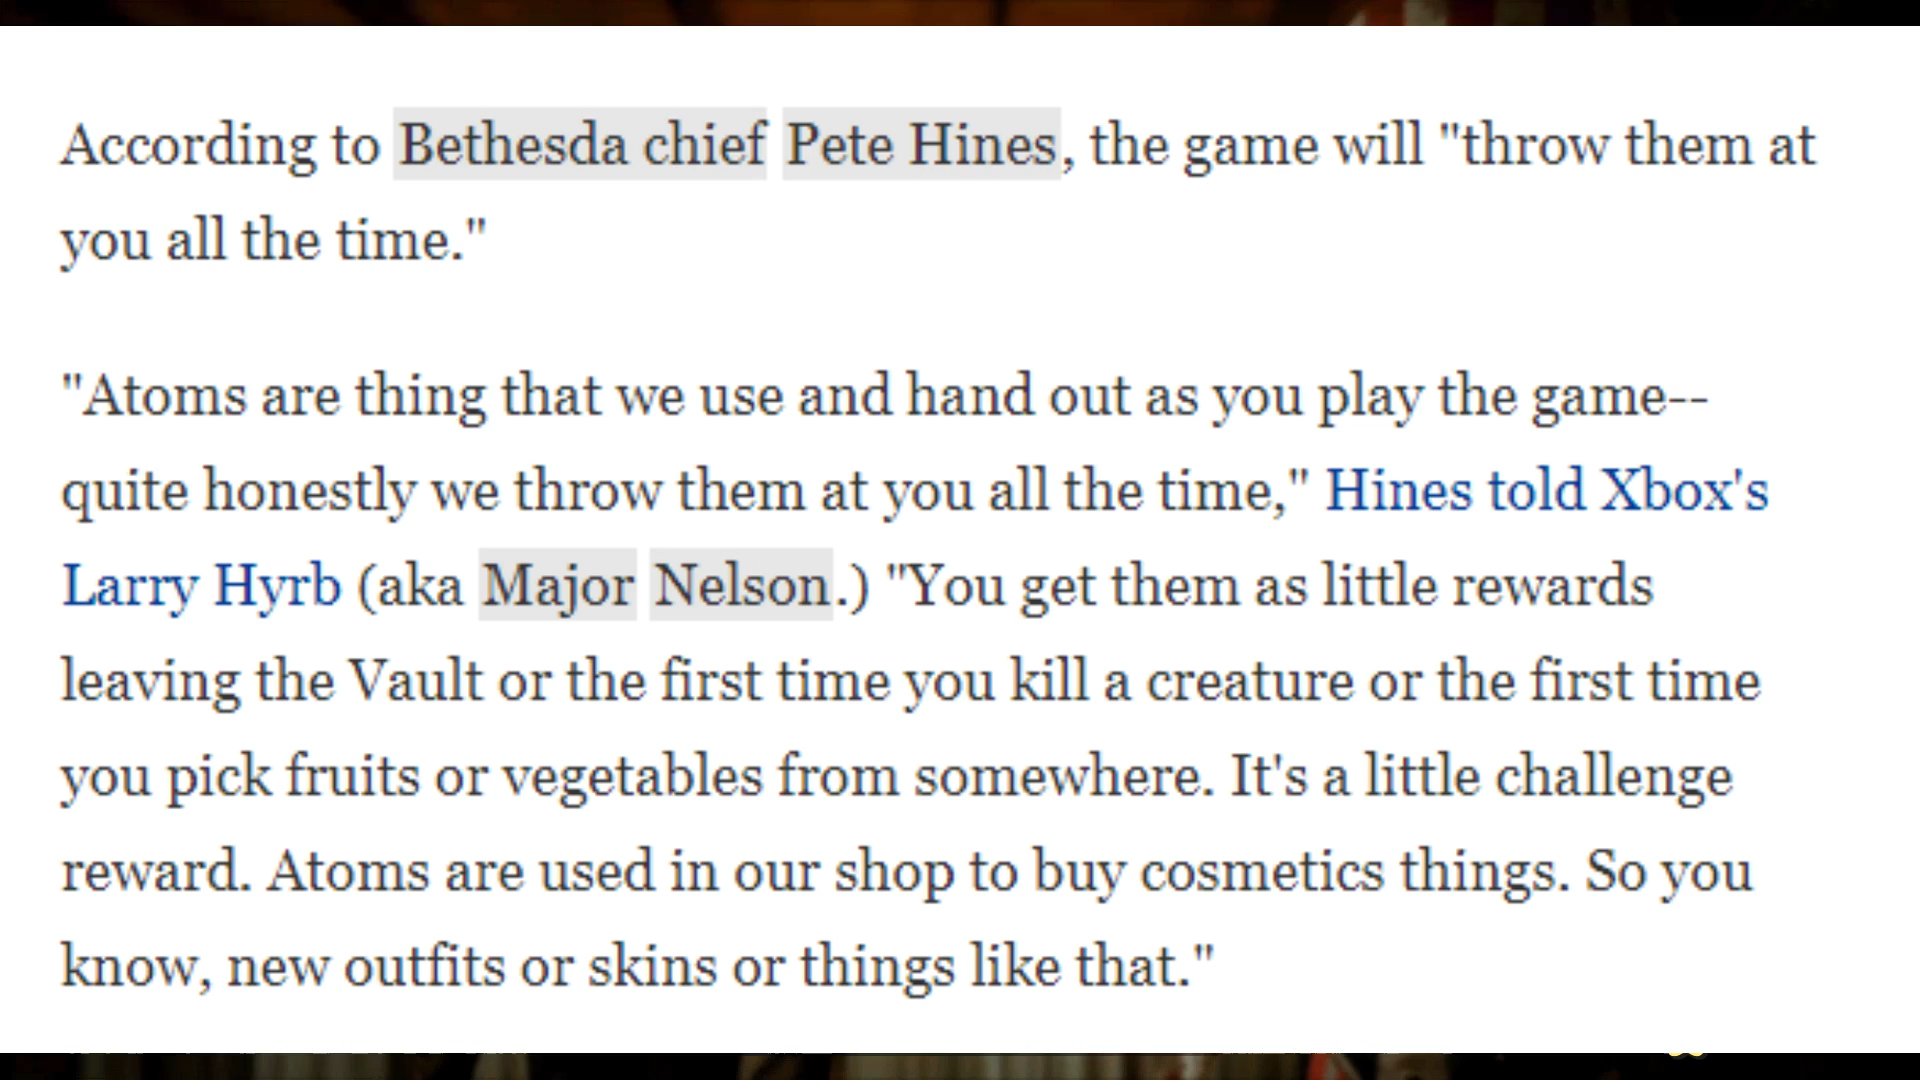 According to Bethesda chief Pete Hines, the game will "throw them at
you all the time."
"Atoms are thing that we use and hand out as you play the game--
quite honestly we throw them at you all the time," Hines told Xbox's
Larry Hyrb (aka Major Nelson.) "You get them as little rewards
leaving the Vault or the first time you kill a creature or the first time
you pick fruits or vegetables from somewhere. It's a little challenge
reward. Atoms are used in our shop to buy cosmetics things. So you
know, new outfits or skins or things like that."